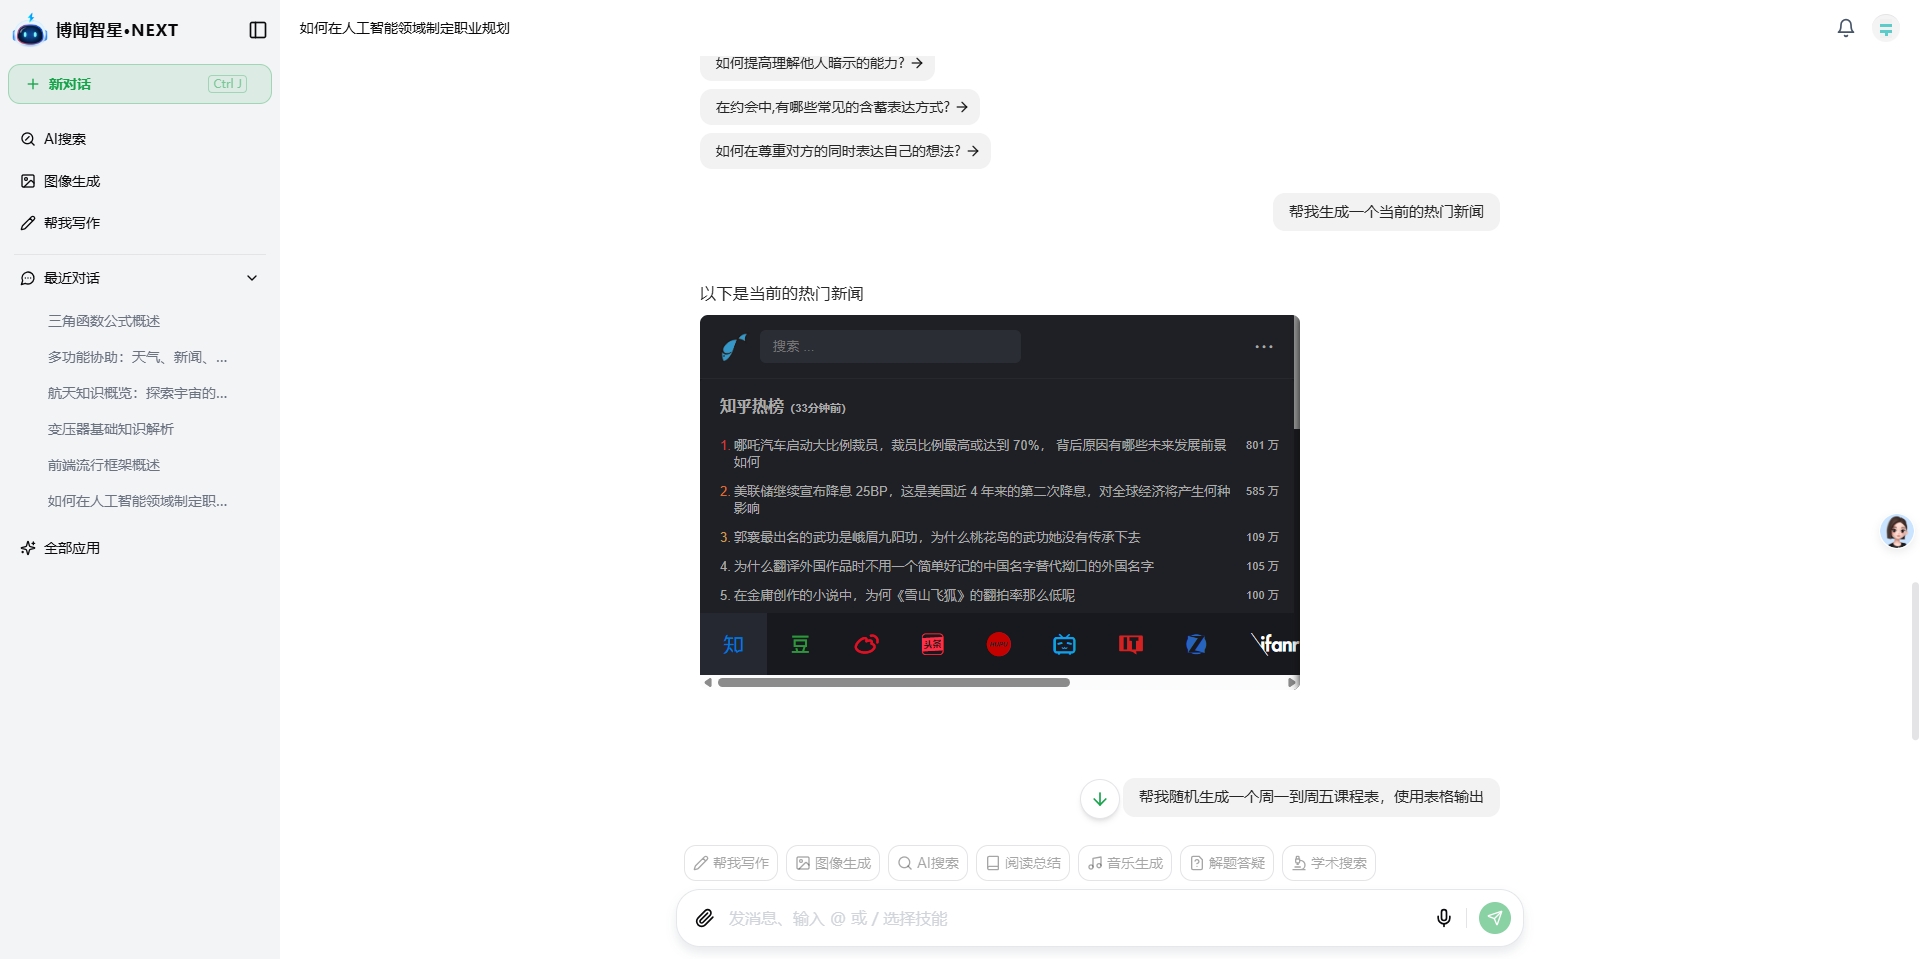 博闻智星•NEXT
新对话
Ctrl J
AI搜索
图像生成
帮我写作
最近对话
三角函数公式概述
多功能协助：天气、新闻、...
航天知识概览：探索宇宙的...
变压器基础知识解析
前端流行框架概述
如何在人工智能领域制定职...
全部应用
如何在人工智能领域制定职业规划
如何提高理解他人暗示的能力?
在约会中,有哪些常见的含蓄表达方式?
如何在尊重对方的同时表达自己的想法?
帮我生成一个当前的热门新闻
以下是当前的热门新闻
搜索 ...
知乎热榜 (33分钟前)
1. 哪吒汽车启动大比例裁员，裁员比例最高或达到 70%， 背后原因有哪些未来发展前景 801 万
如何
2. 美联储继续宣布降息 25BP，这是美国近 4 年来的第二次降息，对全球经济将产生何种 585 万
影响
3. 郭襄最出名的武功是峨眉九阳功，为什么桃花岛的武功她没有传承下去 109 万
4. 为什么翻译外国作品时不用一个简单好记的中国名字替代拗口的外国名字 105 万
5. 在金庸创作的小说中，为何《雪山飞狐》的翻拍率那么低呢 100 万
知 豆 头条 IT ifanr
帮我随机生成一个周一到周五课程表，使用表格输出
帮我写作 图像生成 AI搜索 阅读总结 音乐生成 解题答疑 学术搜索
发消息、输入 @ 或 / 选择技能